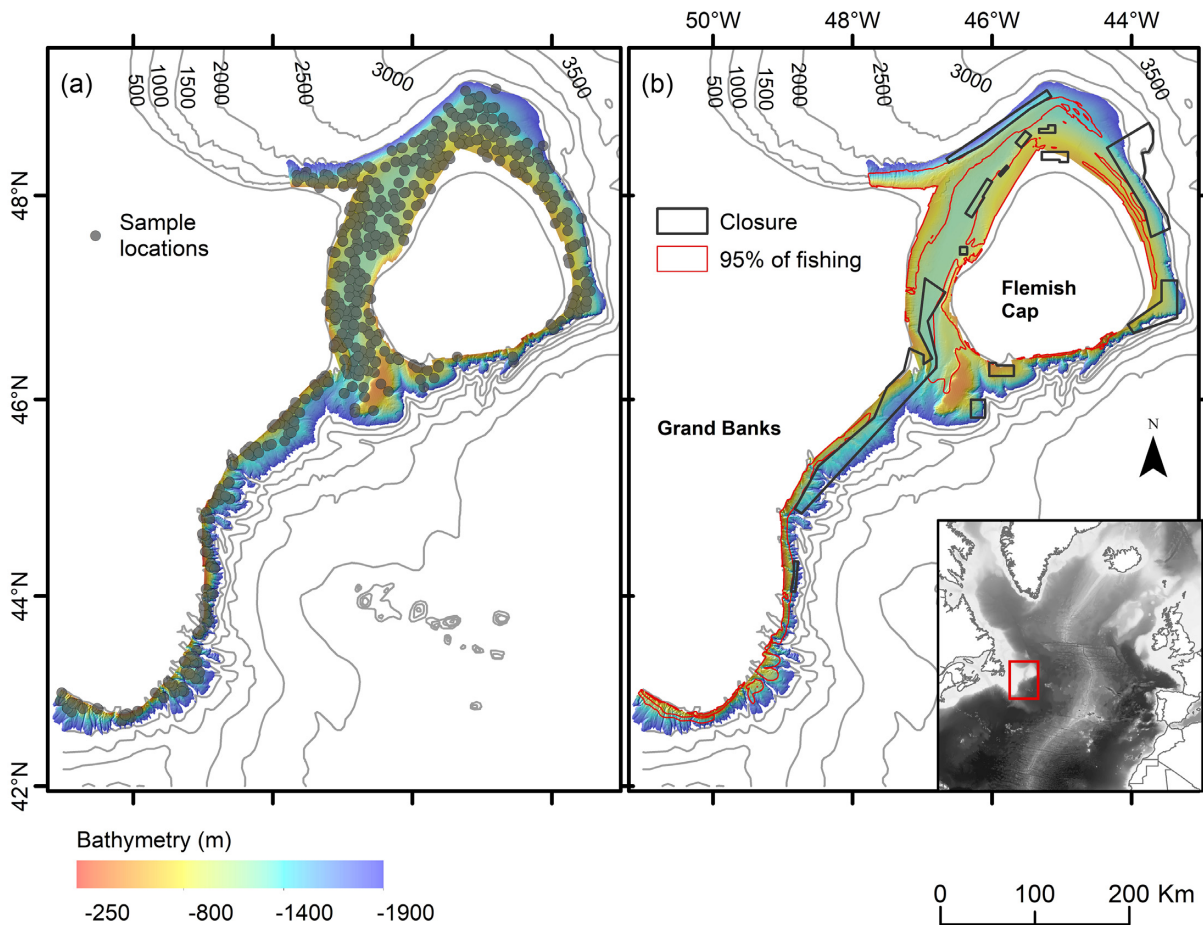 50°W 48°W 46°W 44°W
(a)
500
1000
1500
2000
2500
3000
3500
(b)
500
1000
1500
2000
2500
3000
3500
48°N
46°N
44°N
42°N
Sample
locations
Closure
95% of fishing
Flemish
Cap
Grand Banks
N
Bathymetry (m)
-250 -800 -1400 -1900
0 100 200 Km